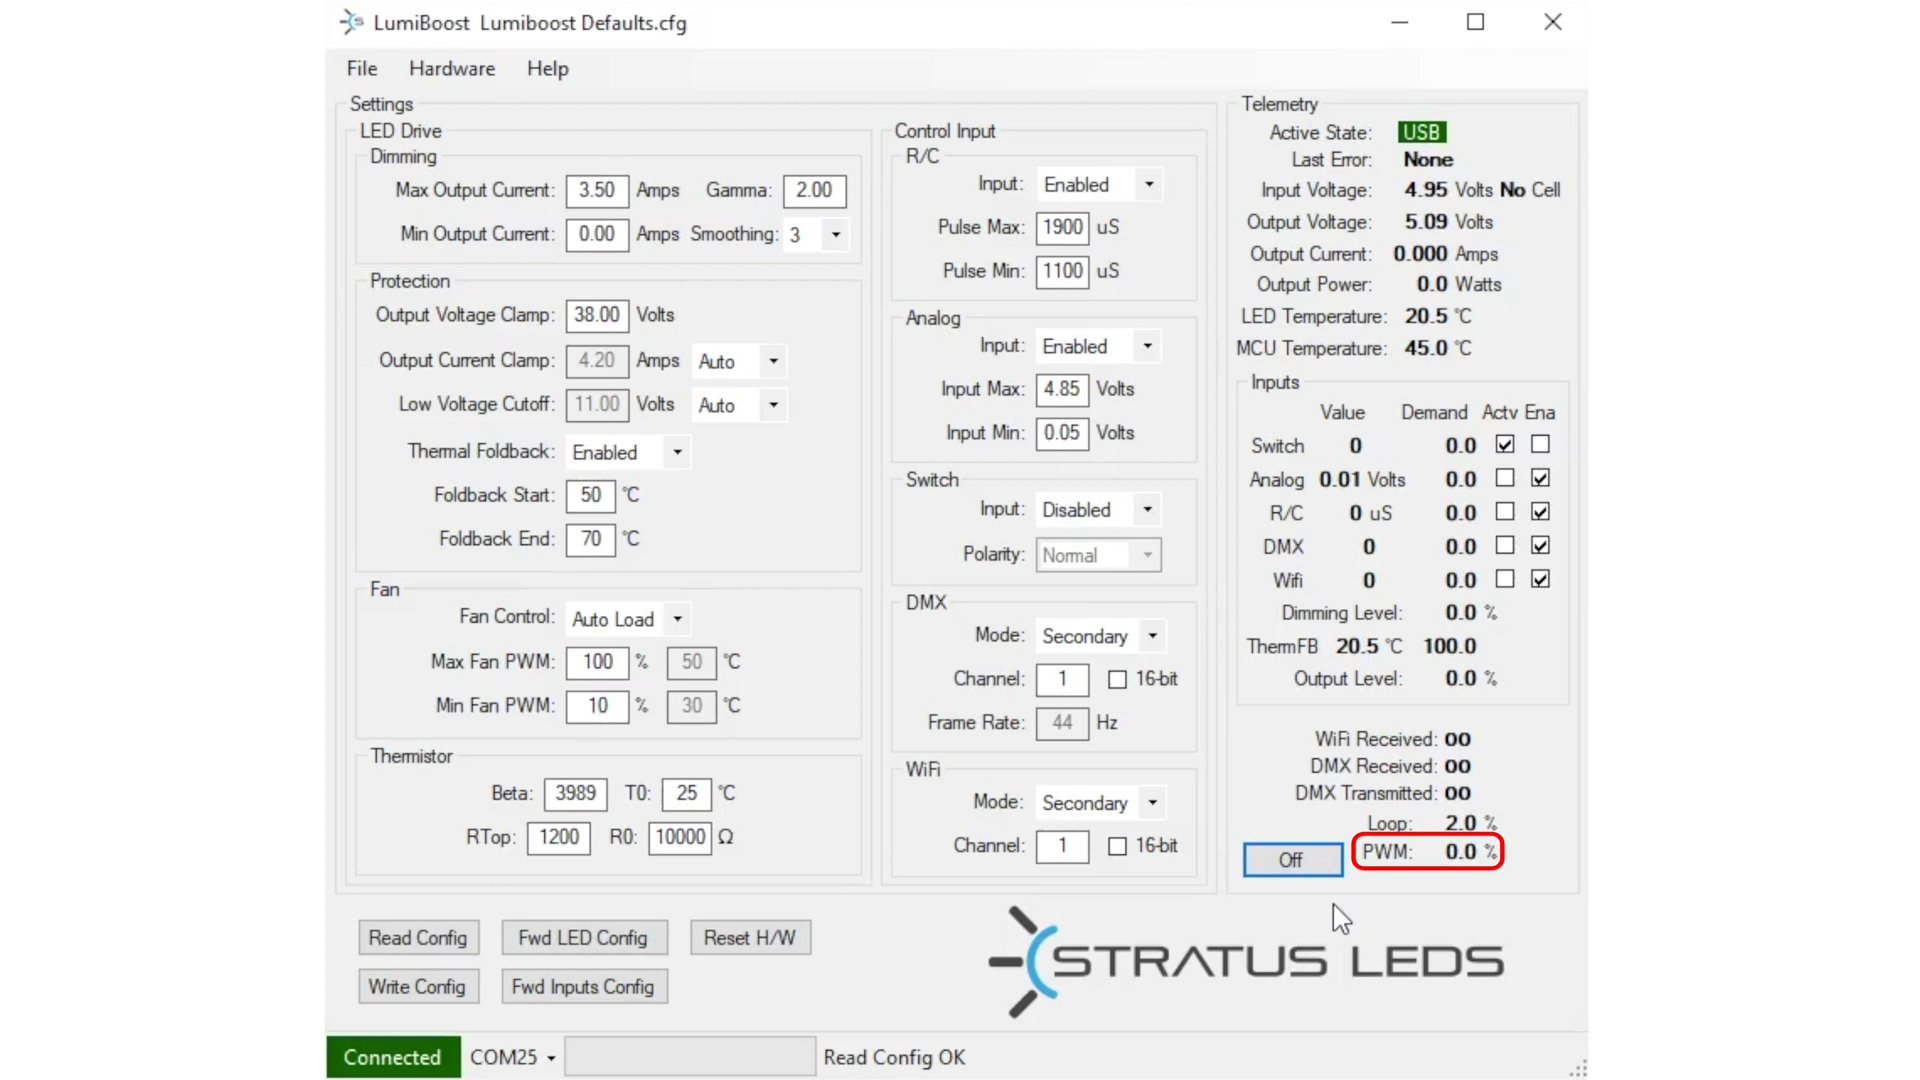 LumiBoost  Lumiboost Defaults.cfg
File Hardware Help
Settings
LED Drive
Dimming
Max Output Current: 3.50 Amps Gamma: 2.00
Min Output Current: 0.00 Amps Smoothing: 3
Protection
Output Voltage Clamp: 38.00 Volts
Output Current Clamp: 4.20 Amps Auto
Low Voltage Cutoff: 11.00 Volts Auto
Thermal Foldback: Enabled
Foldback Start: 50 °C
Foldback End: 70 °C
Fan
Fan Control: Auto Load
Max Fan PWM: 100 % 50 °C
Min Fan PWM: 10 % 30 °C
Thermistor
Beta: 3989 T0: 25 °C
RTop: 1200 R0: 10000 Ω
Control Input
R/C
Input: Enabled
Pulse Max: 1900 uS
Pulse Min: 1100 uS
Analog
Input: Enabled
Input Max: 4.85 Volts
Input Min: 0.05 Volts
Switch
Input: Disabled
Polarity: Normal
DMX
Mode: Secondary
Channel: 1 16-bit
Frame Rate: 44 Hz
WiFi
Mode: Secondary
Channel: 1 16-bit
Telemetry
Active State: USB
Last Error: None
Input Voltage: 4.95 Volts No Cell
Output Voltage: 5.09 Volts
Output Current: 0.000 Amps
Output Power: 0.0 Watts
LED Temperature: 20.5 °C
MCU Temperature: 45.0 °C
Inputs
Value Demand Actv Ena
Switch 0 0.0
Analog 0.01 Volts 0.0
R/C 0 uS 0.0
DMX 0 0.0
Wifi 0 0.0
Dimming Level: 0.0 %
ThermFB 20.5 °C 100.0
Output Level: 0.0 %
WiFi Received: 00
DMX Received: 00
DMX Transmitted: 00
Loop: 2.0 %
Off PWM: 0.0 %
Read Config Fwd LED Config Reset H/W
Write Config Fwd Inputs Config
STRATUS LEDS
Connected COM25 Read Config OK